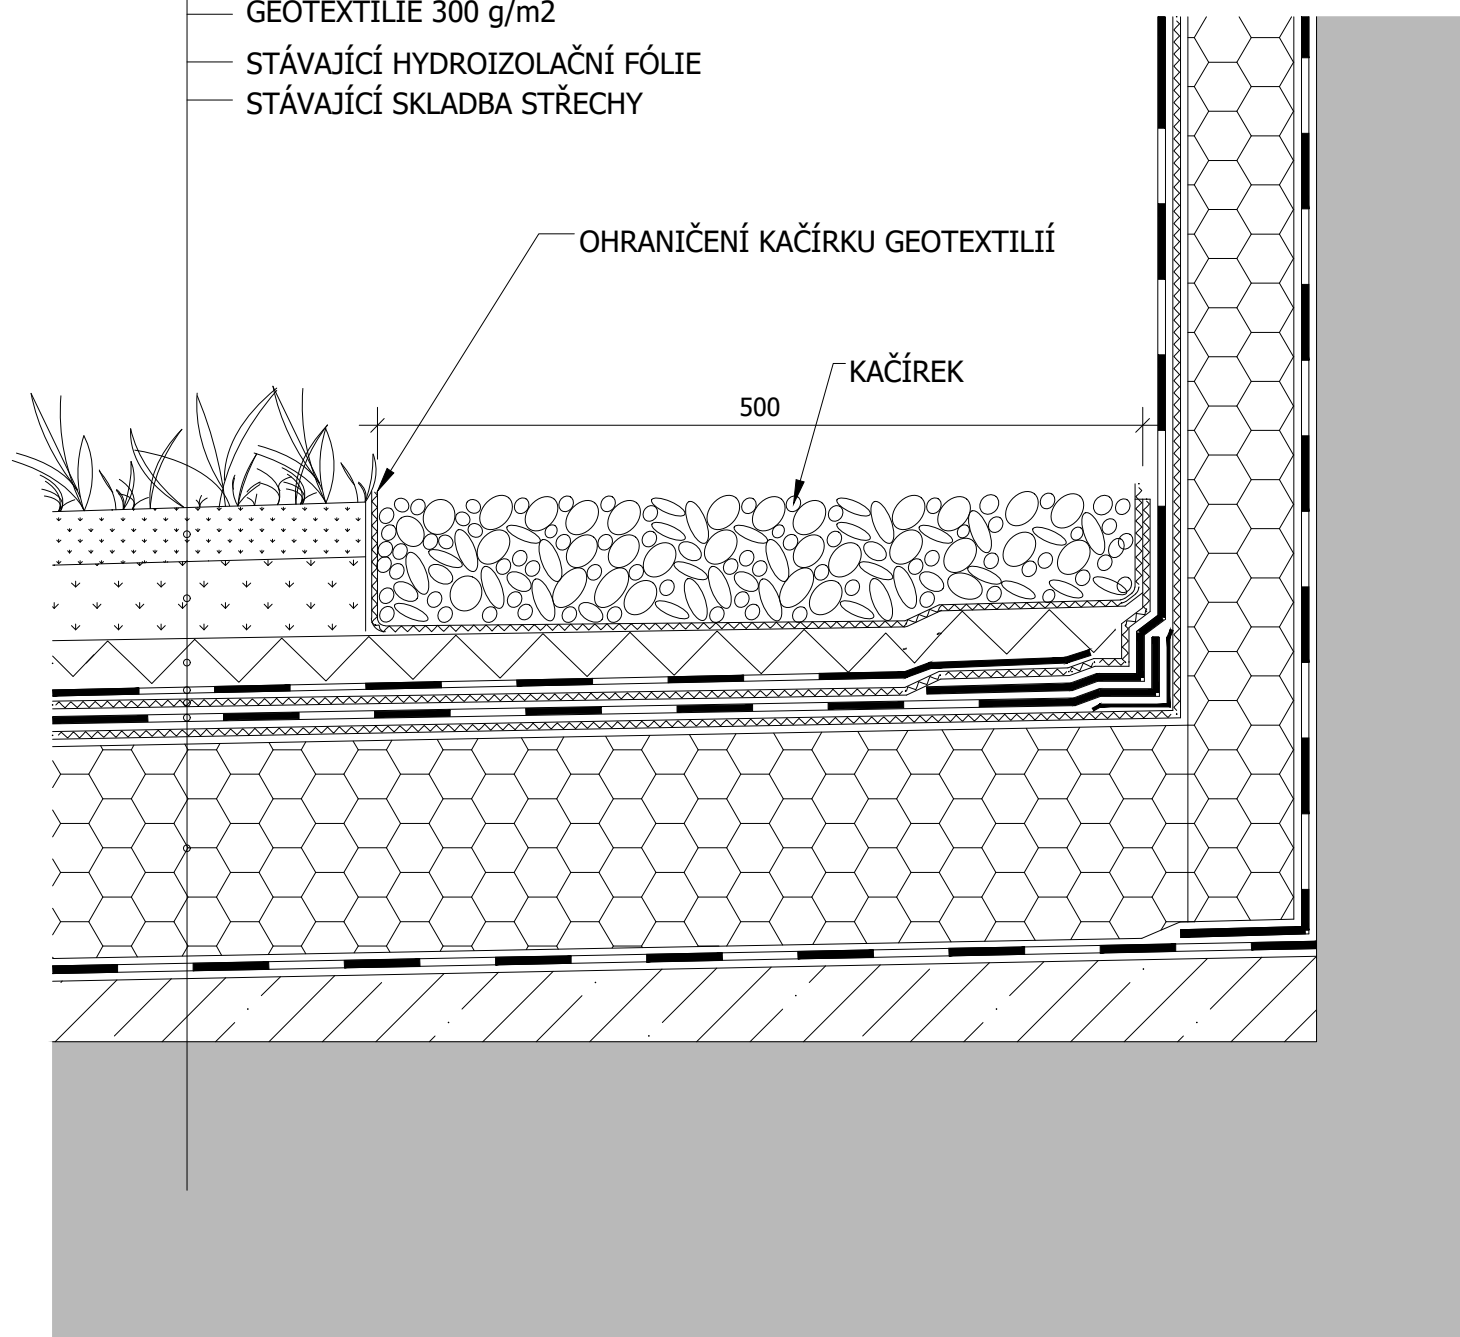 GEOTEXTILIE 300 g/m2
STÁVAJÍCÍ HYDROIZOLAČNÍ FÓLIE
STÁVAJÍCÍ SKLADBA STŘECHY
OHRANIČENÍ KAČÍRKU GEOTEXTILIÍ
KAČÍREK
500